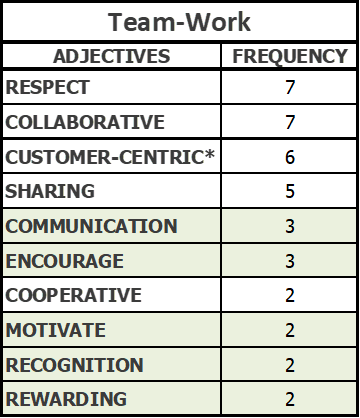 Team-Work
ADJECTIVES FREQUENCY
RESPECT 7
COLLABORATIVE 7
CUSTOMER-CENTRIC* 6
SHARING 5
COMMUNICATION 3
ENCOURAGE 3
COOPERATIVE 2
MOTIVATE 2
RECOGNITION 2
REWARDING 2